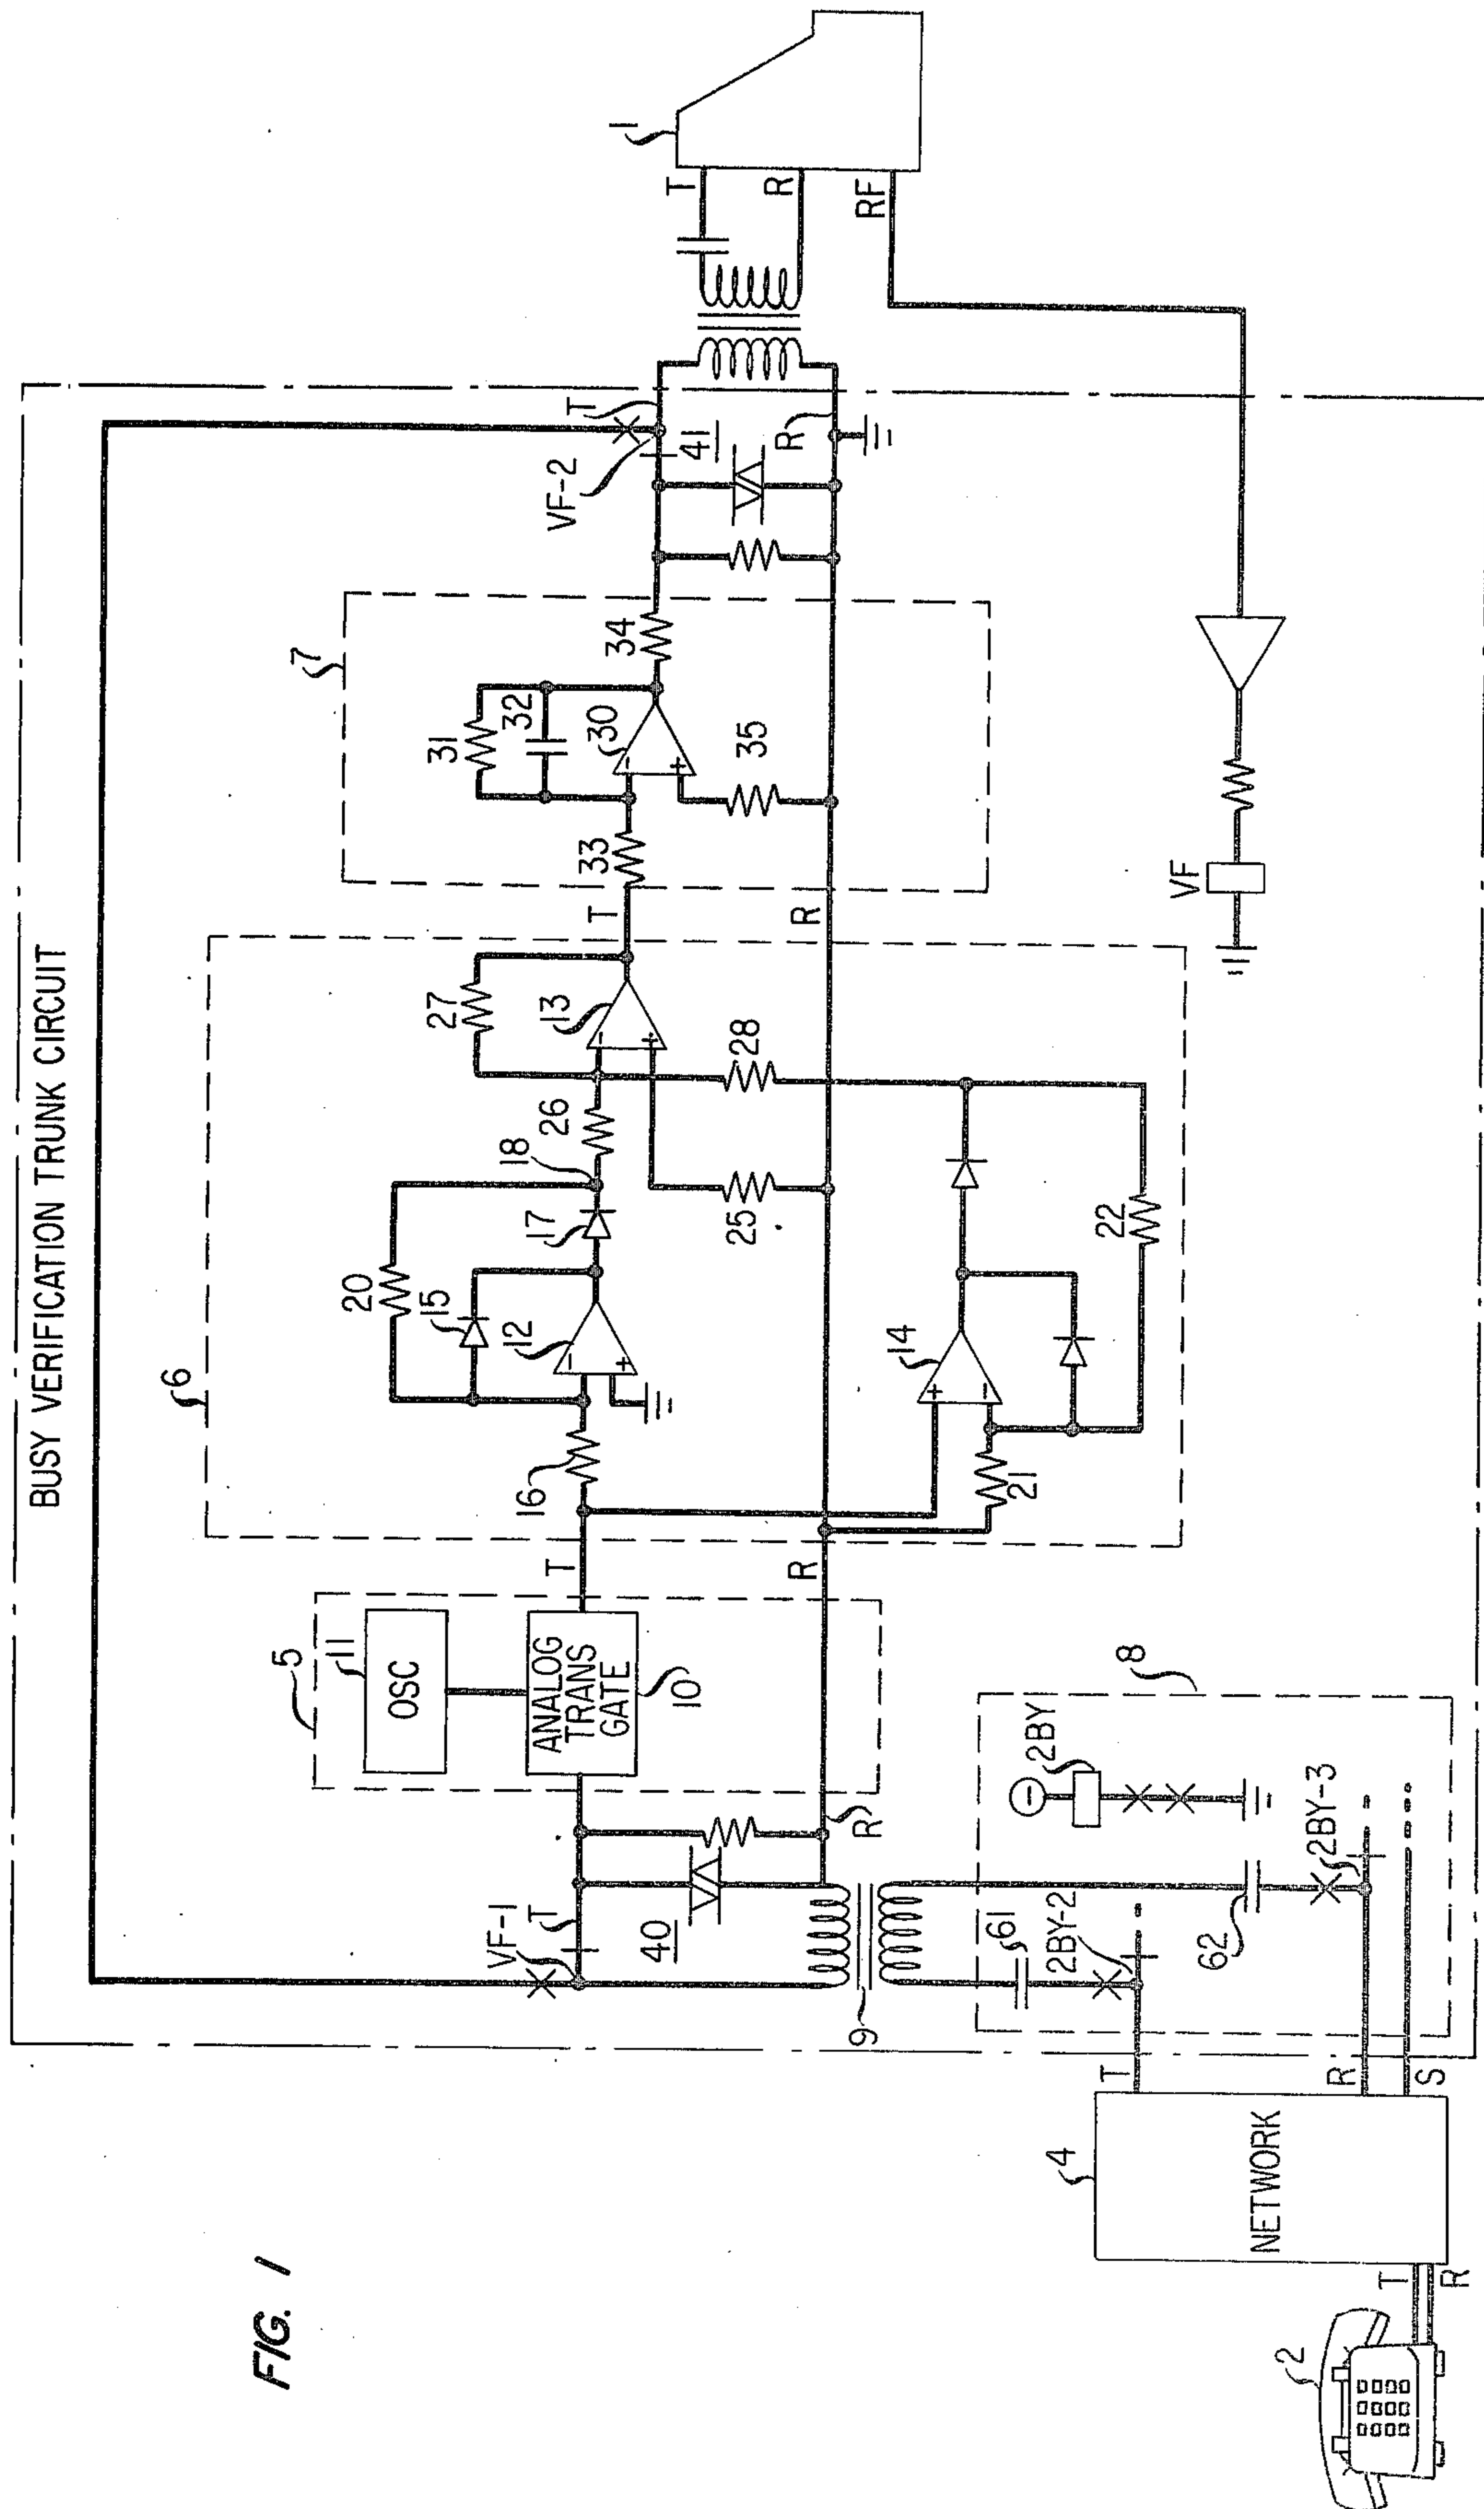 BUSY VERIFICATION TRUNK CIRCUIT
FIG. 1
1
T
R
RF
T
VF-2
41
R
7
31
32
30
34
33
35
T
R
VF
6
27
13
20
18
26
15
17
12
28
25
16
14
22
21
T
R
5
11
OSC
ANALOG
TRANS
GATE
10
VF-1
T
40
R
9
8
61
2BY-2
2BY
62
2BY-3
T
R
S
4
NETWORK
T
R
2